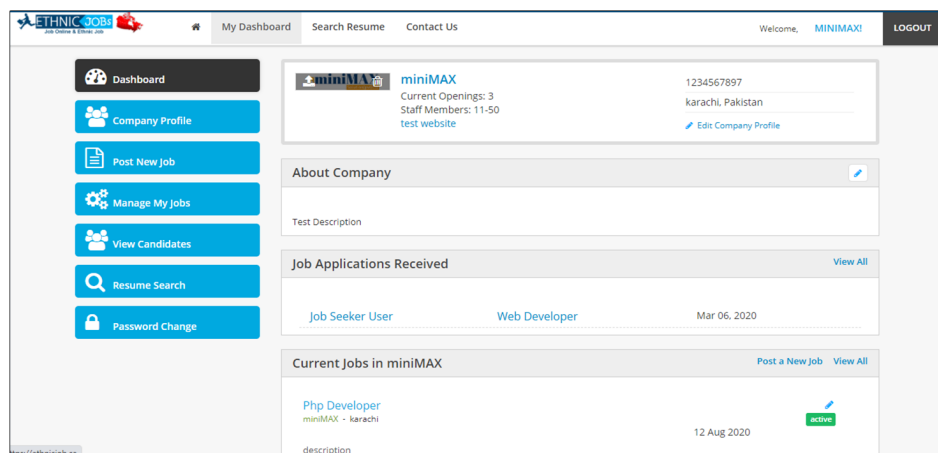 ETHNIC JOBS
Job Online & Ethnic Job
My Dashboard
Search Resume
Contact Us
Welcome, MINIMAX!
LOGOUT
Dashboard
Company Profile
Post New Job
Manage My Jobs
View Candidates
Resume Search
Password Change
miniMAX
miniMAX
Current Openings: 3
Staff Members: 11-50
test website
1234567897
karachi, Pakistan
Edit Company Profile
About Company
Test Description
Job Applications Received
View All
Job Seeker User
Web Developer
Mar 06, 2020
Current Jobs in miniMAX
Post a New Job
View All
Php Developer
miniMAX - karachi
active
12 Aug 2020
description